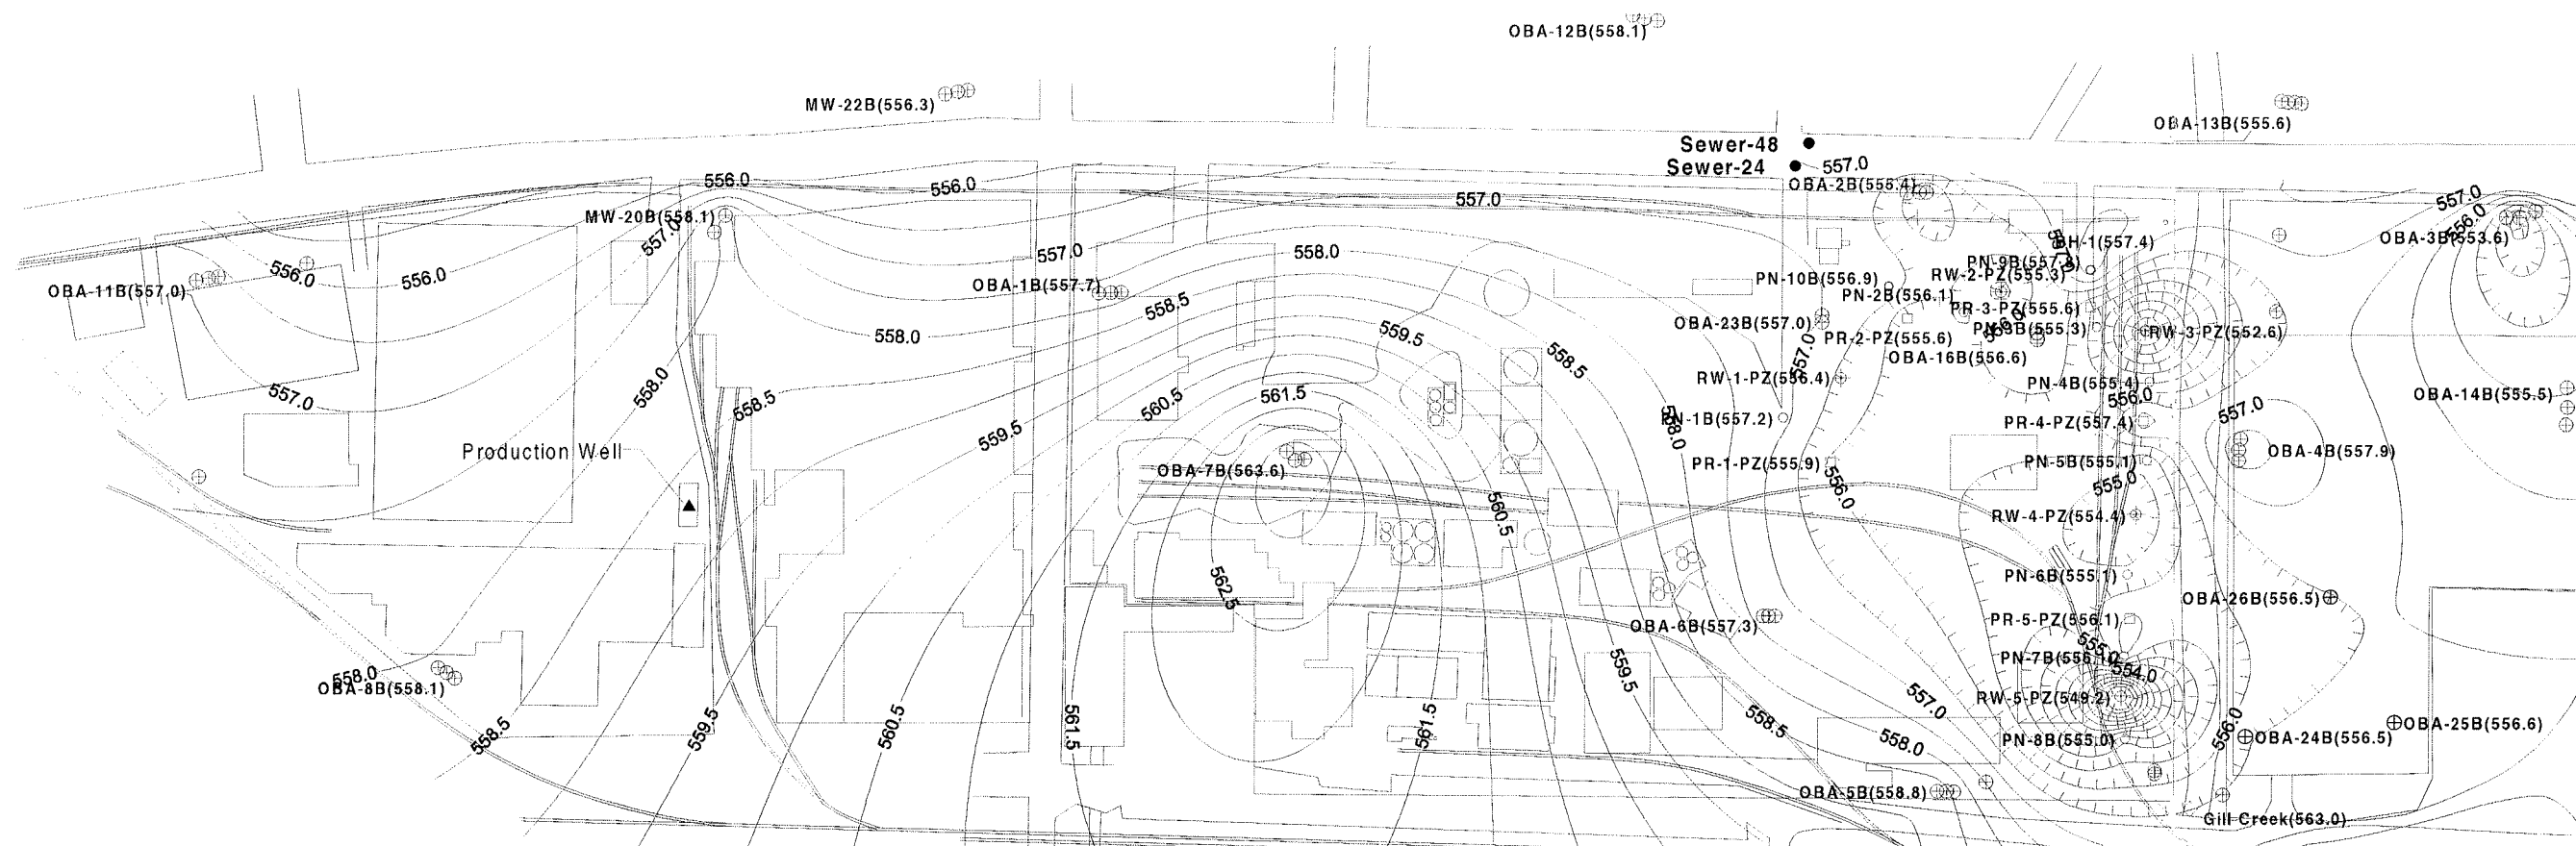 OBA-12B(558.1)
MW-22B(556.3)
OBA-13B(555.6)
Sewer-48
Sewer-24
557.0
OBA-2B(555.4)
556.0
556.0
557.0
557.0
MW-20B(558.1)
557.0
556.0
OBA-3B(553.6)
BH-1(557.4)
PN-9B(557.8)
RW-2-PZ(555.3)
557.0
558.0
556.0
556.0
OBA-11B(557.0)
OBA-1B(557.7)
PN-10B(556.9)
PN-2B(556.1)
558.5
PR-3-PZ(555.6)
OBA-23B(557.0)
PN-3B(555.3)
556.0
RW-3-PZ(552.6)
558.0
559.5
PR-2-PZ(555.6)
OBA-16B(556.6)
558.5
557.0
RW-1-PZ(556.4)
PN-4B(555.4)
558.0
557.0
561.5
556.0
OBA-14B(555.5)
558.5
560.5
557.0
PN-1B(557.2)
558.0
PR-4-PZ(557.4)
559.5
Production Well
OBA-4B(557.9)
OBA-7B(563.6)
PR-1-PZ(555.9)
PN-5B(555.1)
556.0
555.0
560.5
RW-4-PZ(554.4)
562.5
PN-6B(555.1)
OBA-26B(556.5)
OBA-6B(557.3)
PR-5-PZ(556.1)
555.0
558.0
OBA-8B(558.1)
559.5
554.0
RW-5-PZ(549.2)
557.0
558.5
559.5
560.5
561.5
561.5
558.5
558.0
PN-8B(555.0)
556.0
OBA-24B(556.5)
OBA-25B(556.6)
OBA-5B(558.8)
Gill Creek(563.0)